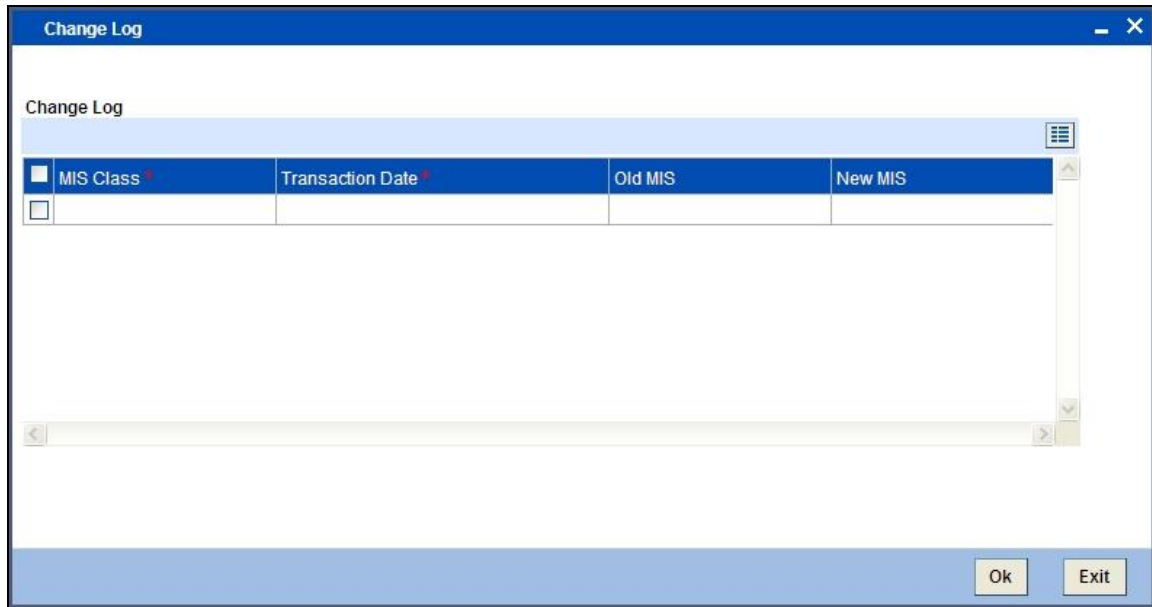 Change Log
Change Log
MIS Class * Transaction Date * Old MIS New MIS
Ok Exit